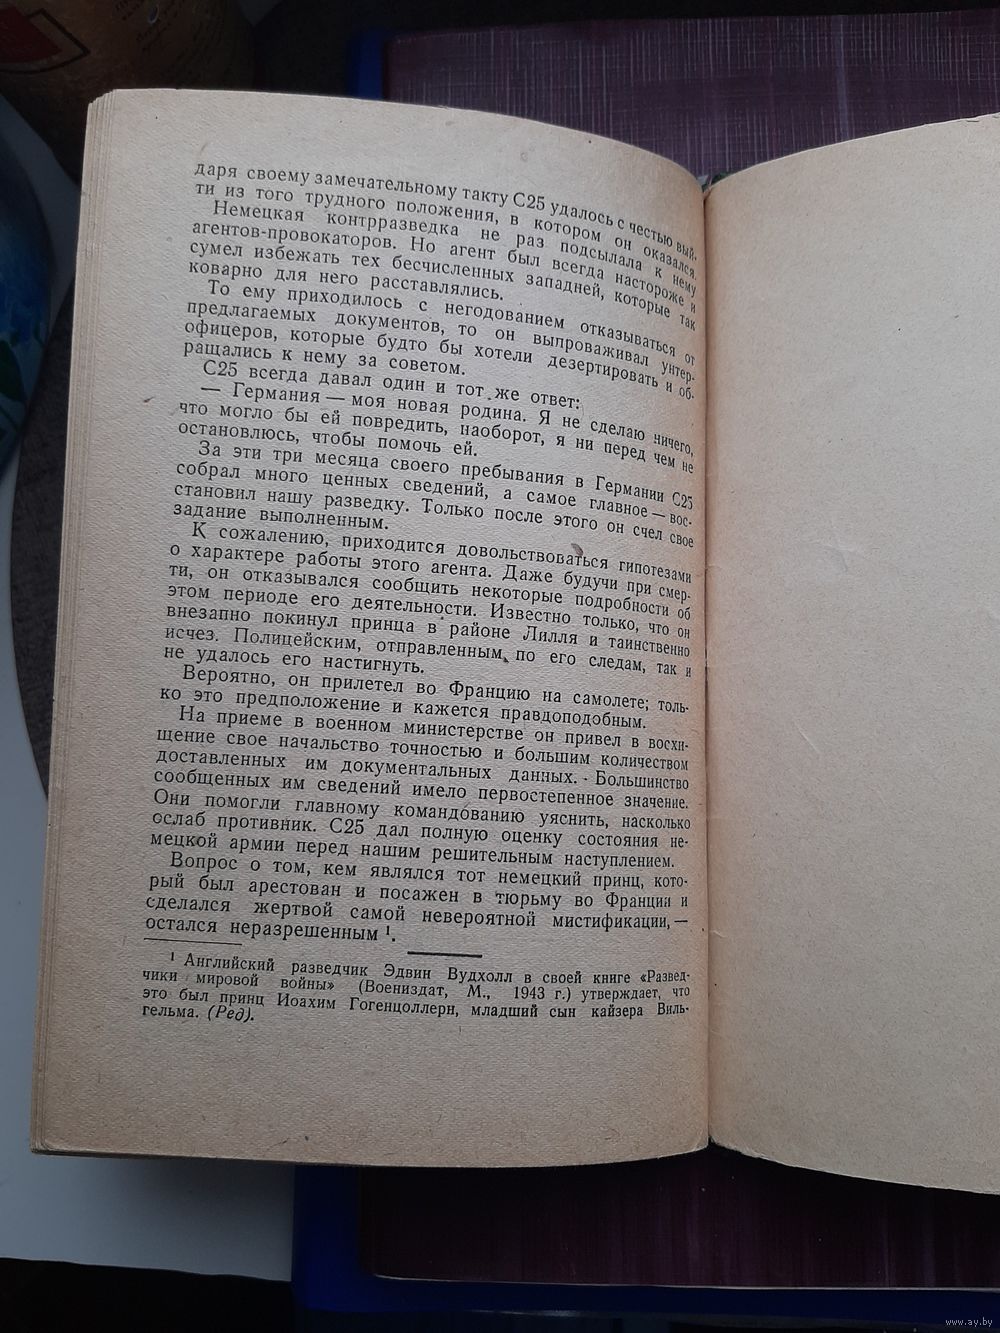 даря своему замечательному такту С25 удалось с честью вый-
ти из того трудного положения, в котором он оказался.
Немецкая контрразведка не раз подсылала к нему
агентов-провокаторов. Но агент был всегда настороже и
сумел избежать тех бесчисленных западней, которые так
коварно для него расставлялись.
То ему приходилось с негодованием отказываться от
предлагаемых документов, то он выпроваживал унтер-
офицеров, которые будто бы хотели дезертировать и об-
ращались к нему за советом.
С25 всегда давал один и тот же ответ:
— Германия — моя новая родина. Я не сделаю ничего,
что могло бы ей повредить, наоборот, я ни перед чем не
остановлюсь, чтобы помочь ей.
За эти три месяца своего пребывания в Германии С25
собрал много ценных сведений, а самое главное — вос-
становил нашу разведку. Только после этого он счел свое
задание выполненным.
К сожалению, приходится довольствоваться гипотезами
о характере работы этого агента. Даже будучи при смер-
ти, он отказывался сообщить некоторые подробности об
этом периоде его деятельности. Известно только, что он
внезапно покинул принца в районе Лилля и таинственно
исчез. Полицейским, отправленным по его следам, так и
не удалось его настигнуть.
Вероятно, он прилетел во Францию на самолете; толь-
ко это предположение и кажется правдоподобным.
На приеме в военном министерстве он привел в восхи-
щение свое начальство точностью и большим количеством
доставленных им документальных данных. Большинство
сообщенных им сведений имело первостепенное значение.
Они помогли главному командованию уяснить, насколько
ослаб противник. С25 дал полную оценку состояния не-
мецкой армии перед нашим решительным наступлением.
Вопрос о том, кем являлся тот немецкий принц, кото-
рый был арестован и посажен в тюрьму во Франции и
сделался жертвой самой невероятной мистификации, —
остался неразрешенным ¹.
¹ Английский разведчик Эдвин Вудхолл в своей книге «Развед-
чики мировой войны» (Воениздат, М., 1943 г.) утверждает, что
это был принц Иоахим Гогенцоллерн, младший сын кайзера Виль-
гельма. (Ред).
www.ay.by